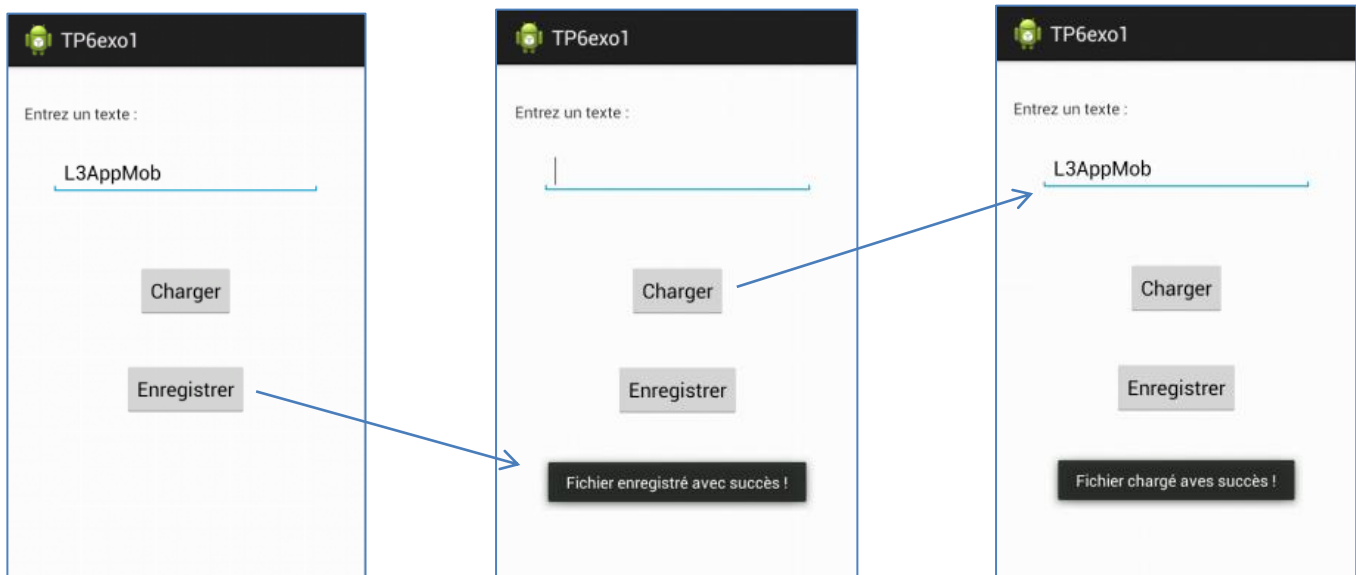 TP6exo1
Entrez un texte :
L3AppMob
Charger
Enregistrer
TP6exo1
Entrez un texte :
Charger
Enregistrer
Fichier enregistré avec succès !
TP6exo1
Entrez un texte :
L3AppMob
Charger
Enregistrer
Fichier chargé aves succès !